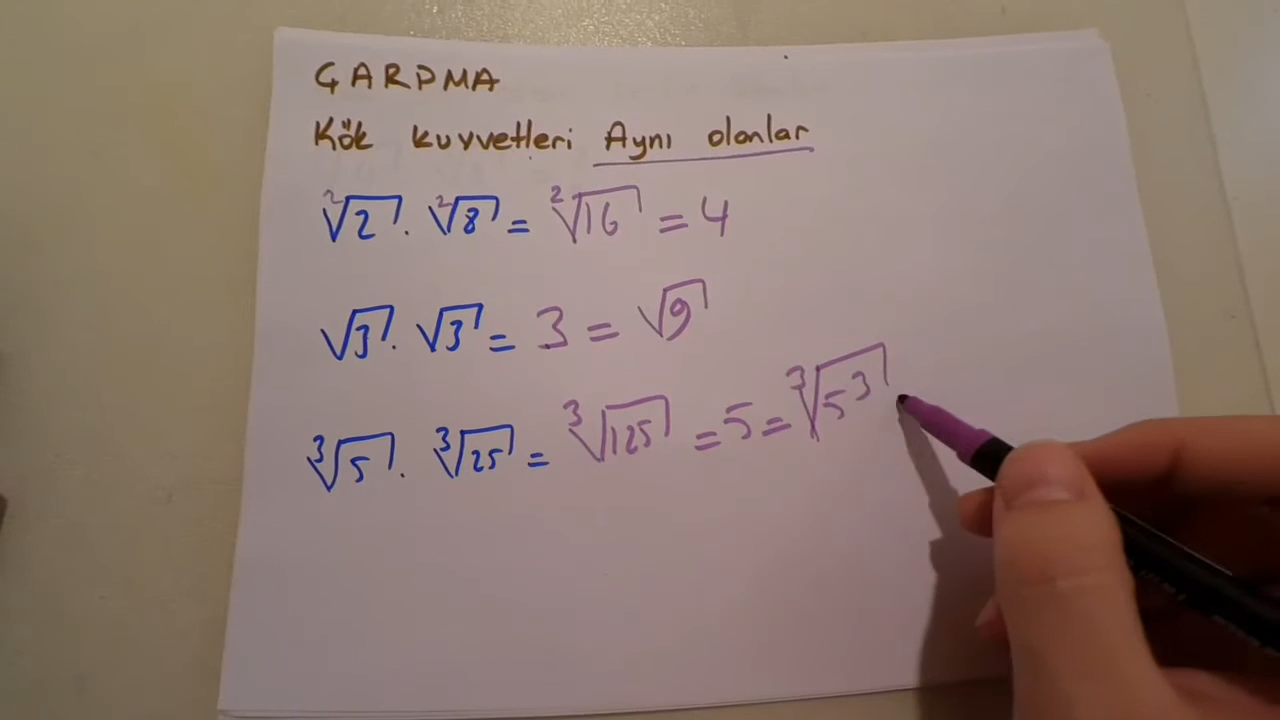 ÇARPMA
Kök kuvvetleri Aynı olanlar
²√2 . ²√8 = ²√16 = 4
√3 . √3 = 3 = √9
³√5 . ³√25 = ³√125 = 5 = ³√5³